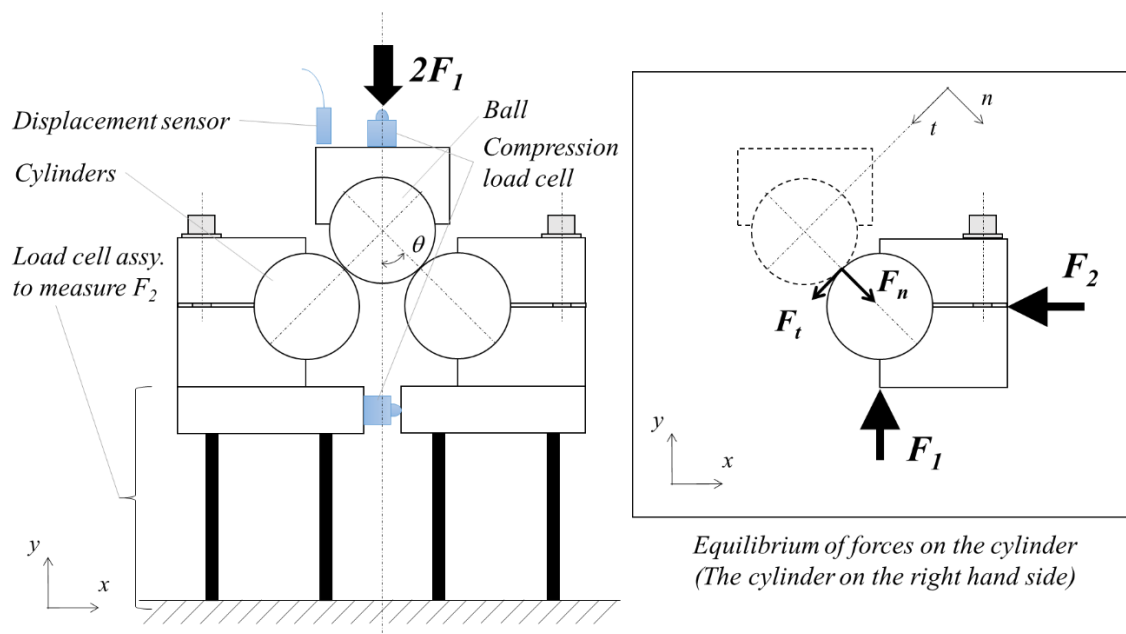 2F₁
Displacement sensor
Ball
Compression
load cell
Cylinders
θ
Load cell assy.
to measure F₂
y
x
n
t
Fₙ
Fₜ
F₂
F₁
y
x
Equilibrium of forces on the cylinder
(The cylinder on the right hand side)